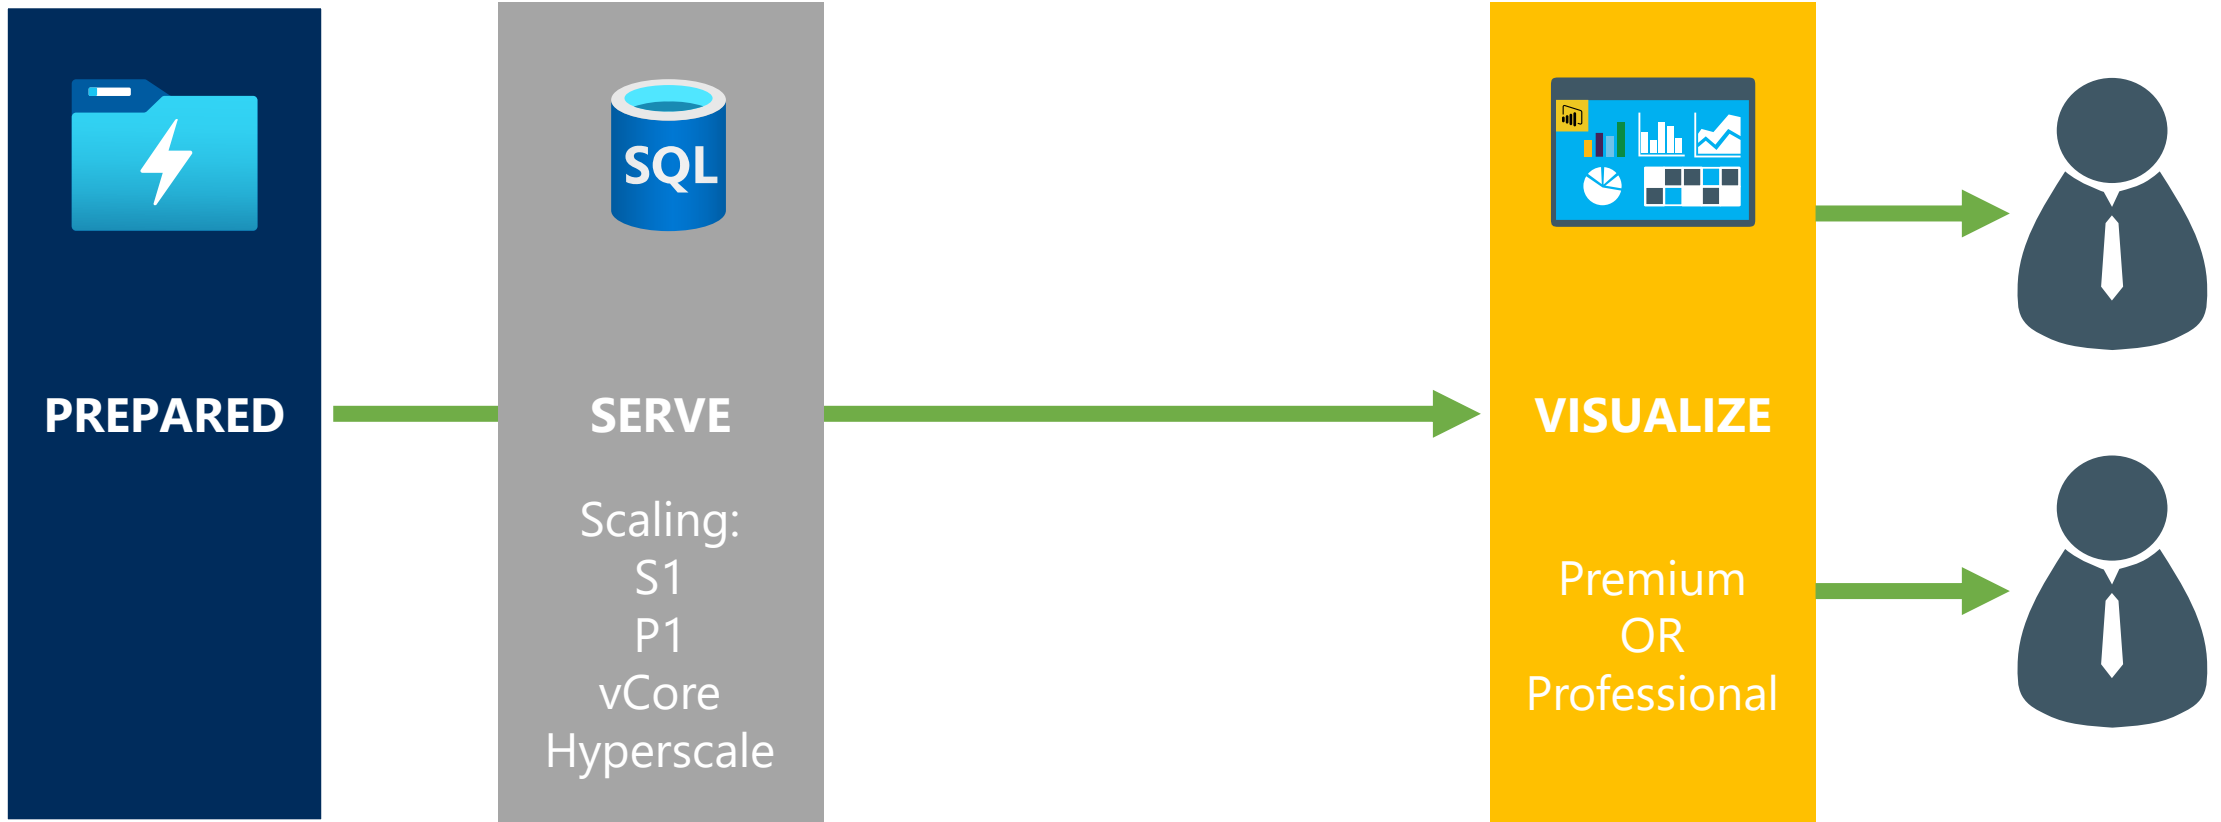 PREPARED
SQL
SERVE
Scaling:
S1
P1
vCore
Hyperscale
VISUALIZE
Premium
OR
Professional